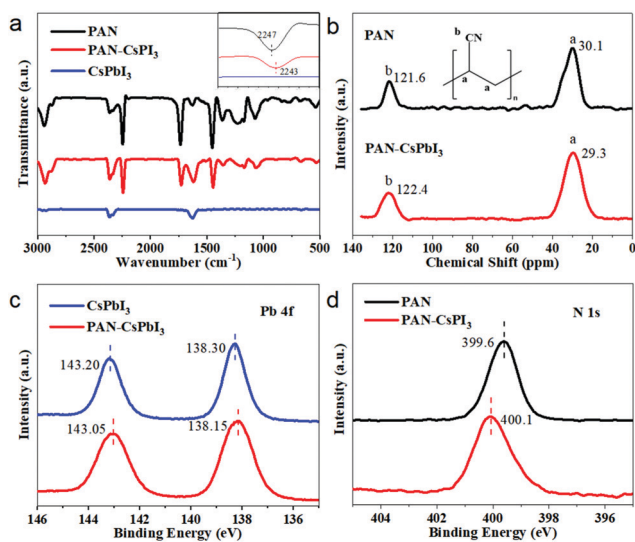 a
PAN
PAN-CsPI₃
CsPbI₃
2247
2243
Transmittance (a.u.)
3000 2500 2000 1500 1000 500
Wavenumber (cm⁻¹)
b
PAN
b
CN
a
a
n
a
30.1
b
121.6
PAN-CsPbI₃
a
29.3
b
122.4
Intensity (a.u.)
140 120 100 80 60 40 20 0
Chemical Shift (ppm)
c
CsPbI₃
PAN-CsPbI₃
Pb 4f
143.20
138.30
143.05
138.15
Intensity (a.u.)
146 144 142 140 138 136
Binding Energy (eV)
d
PAN
PAN-CsPI₃
N 1s
399.6
400.1
Intensity (a.u.)
404 402 400 398 396
Binding Energy (eV)